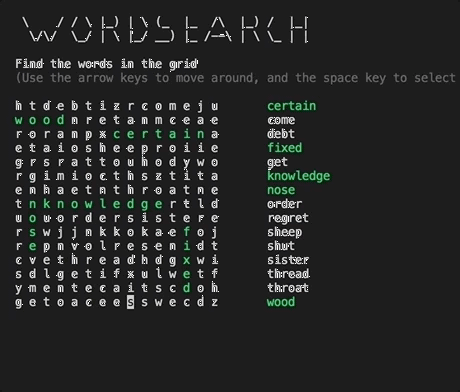 WORDSEARCH
Find the words in the grid
(Use the arrow keys to move around, and the space key to select
h t d e b t i z r c o m e j u certain
w o o d n r e t a m m c e a e come
r o r a m p x c e r t a i n a debt
e t a i o s h e e p r o i i e fixed
g r s r a t t o u h o d y w o get
r g i m i o c t h s z t i t a knowledge
e m h a e t n t h r o a t m e nose
t n k n o w l e d g e r t l d order
u o w o r d e r s i s t e r e regret
r s w j j m k k o k a e f o j sheep
r e p m v o l r e s e m i d t shut
c v e t h r e a d h d g x w i sister
s d l g e t i f x u l w e t f thread
y m e m t e c a i t s c d o h throat
g e t o a c e e s s w e c d z wood